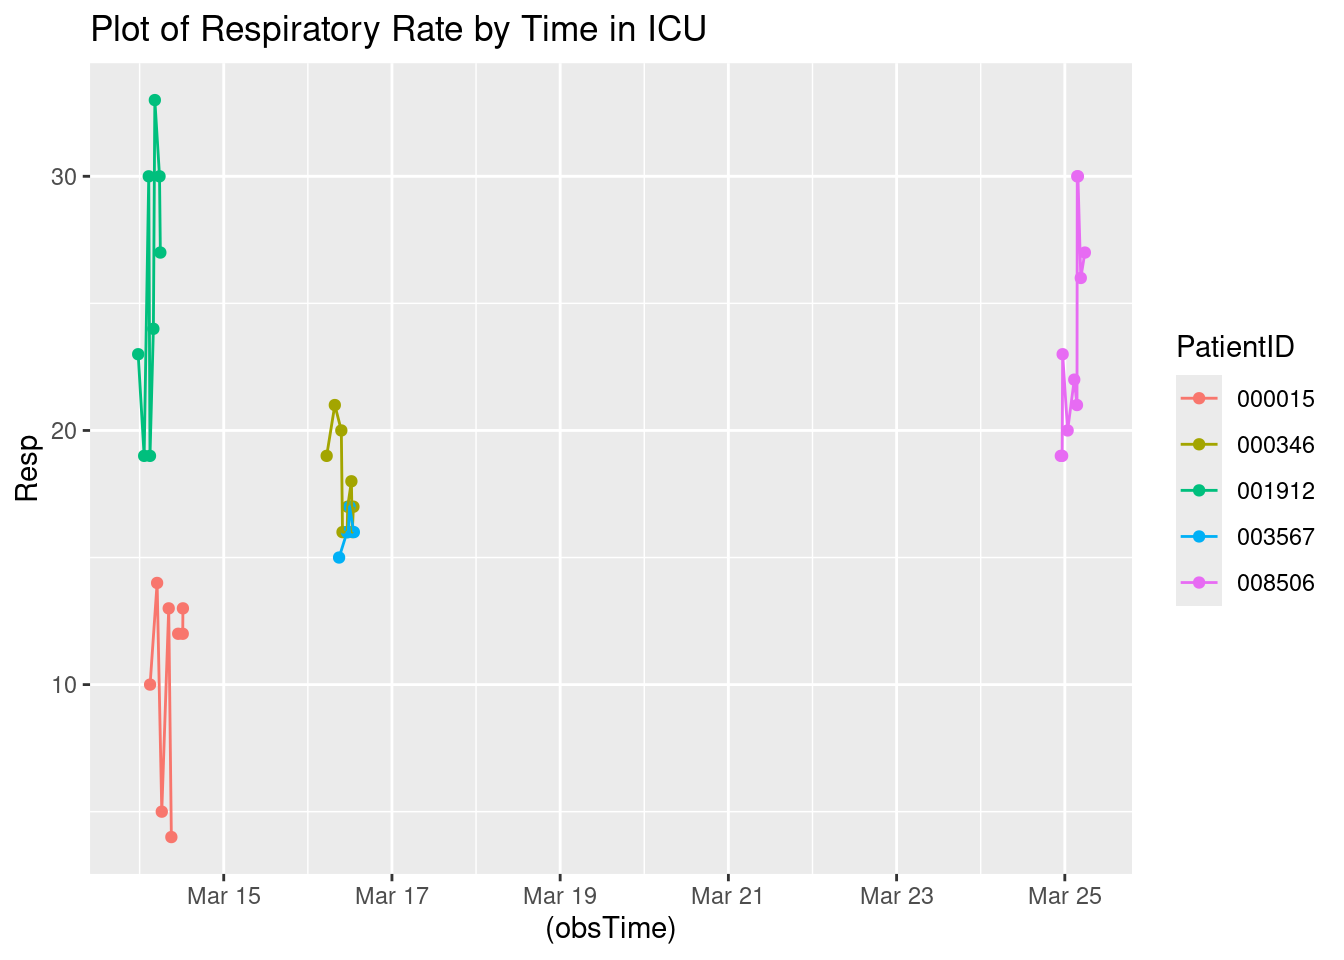 Plot of Respiratory Rate by Time in ICU
30
20
10
Resp
Mar 15
Mar 17
Mar 19
Mar 21
Mar 23
Mar 25
(obsTime)
PatientID
000015
000346
001912
003567
008506